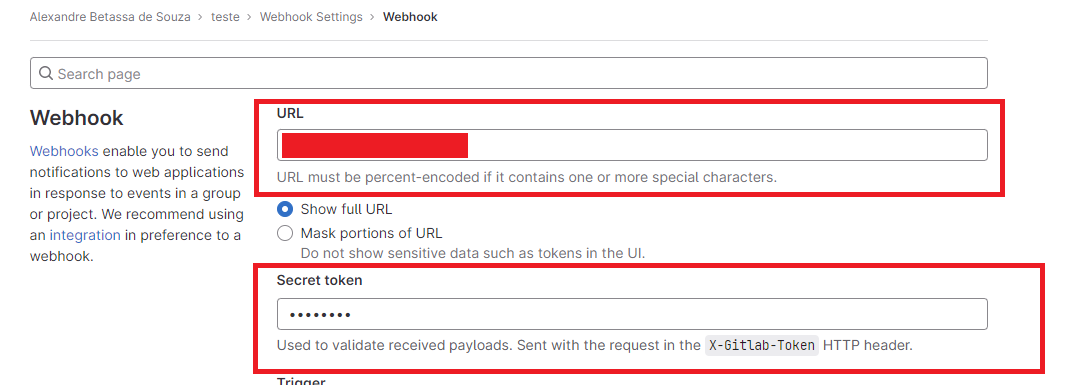 Alexandre Betassa de Souza > teste > Webhook Settings > Webhook
Search page
Webhook
Webhooks enable you to send
notifications to web applications
in response to events in a group
or project. We recommend using
an integration in preference to a
webhook.
URL
URL must be percent-encoded if it contains one or more special characters.
Show full URL
Mask portions of URL
Do not show sensitive data such as tokens in the UI.
Secret token
••••••••
Used to validate received payloads. Sent with the request in the X-Gitlab-Token HTTP header.
Trigger